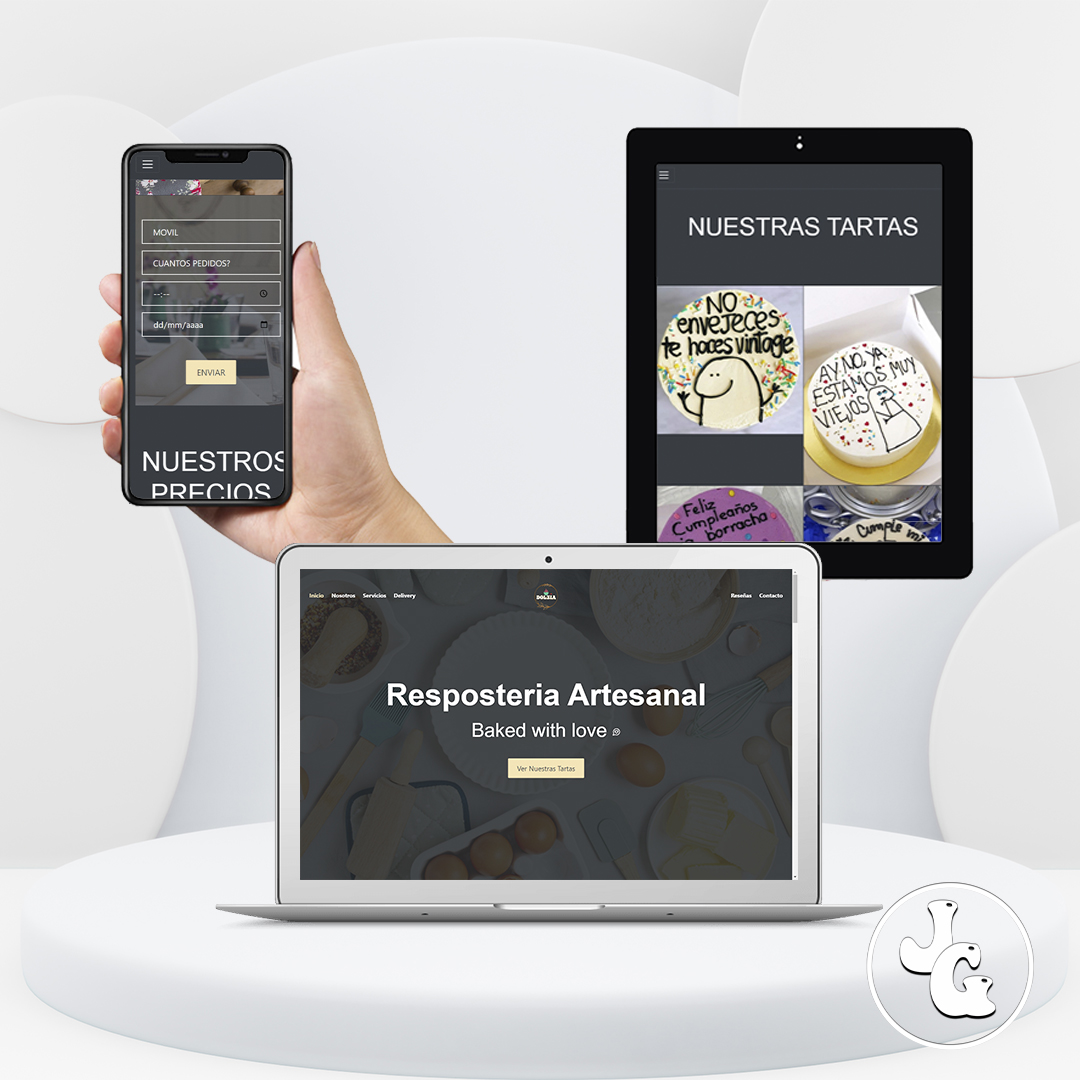 MOVIL
CUANTOS PEDIDOS?
--:--
dd/mm/aaaa
ENVIAR
NUESTROS
PRECIOS
NUESTRAS TARTAS
NO
envejeces
te haces vintage
AY NO, YA
ESTAMOS MUY
VIEJOS
Feliz
Cumpleaños
borracha
Cumple mi
Inicio Nosotros Servicios Delivery
DOLZIA
Reseñas Contacto
Resposteria Artesanal
Baked with love
Ver Nuestras Tartas
JG